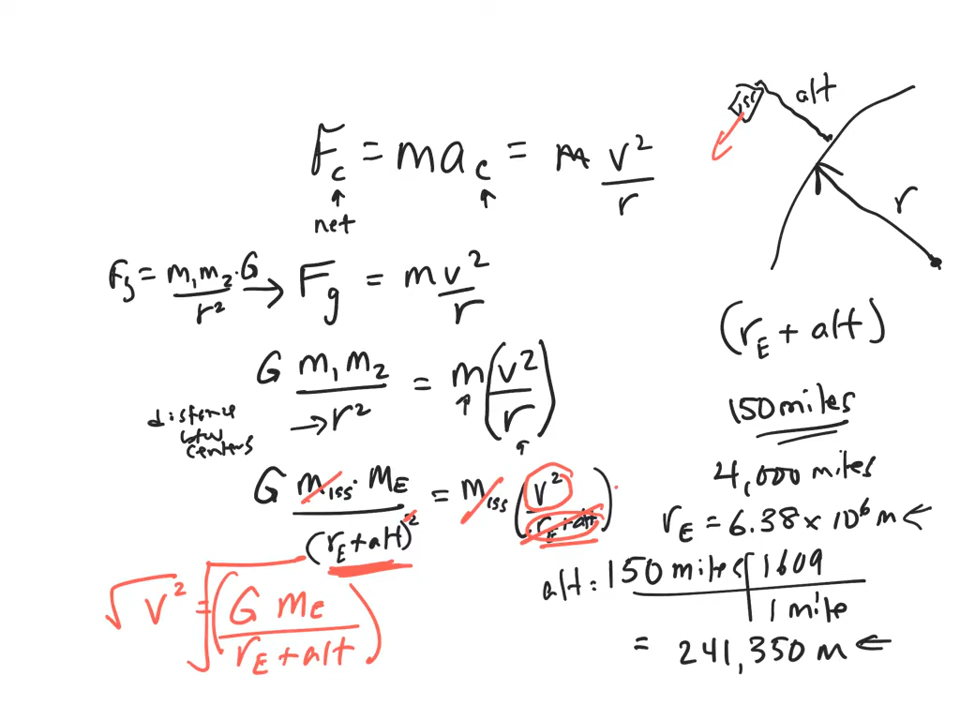 iss
alt
F_c = ma_c = m v²/r
↑ ↑
net
r
F_g = m₁m₂·G/r² → F_g = mv²/r
(r_E + alt)
G m₁m₂/→r² = m(v²/r)
distance
btw
centers
150 miles
4,000 miles
G m_iss · M_E/(r_E + alt)² = m_iss (v²/r_E + alt)
r_E = 6.38 × 10⁶ m ←
alt: 150 miles | 1609
1 mile
√v² = √(G M_E/r_E + alt)
= 241,350 m ←